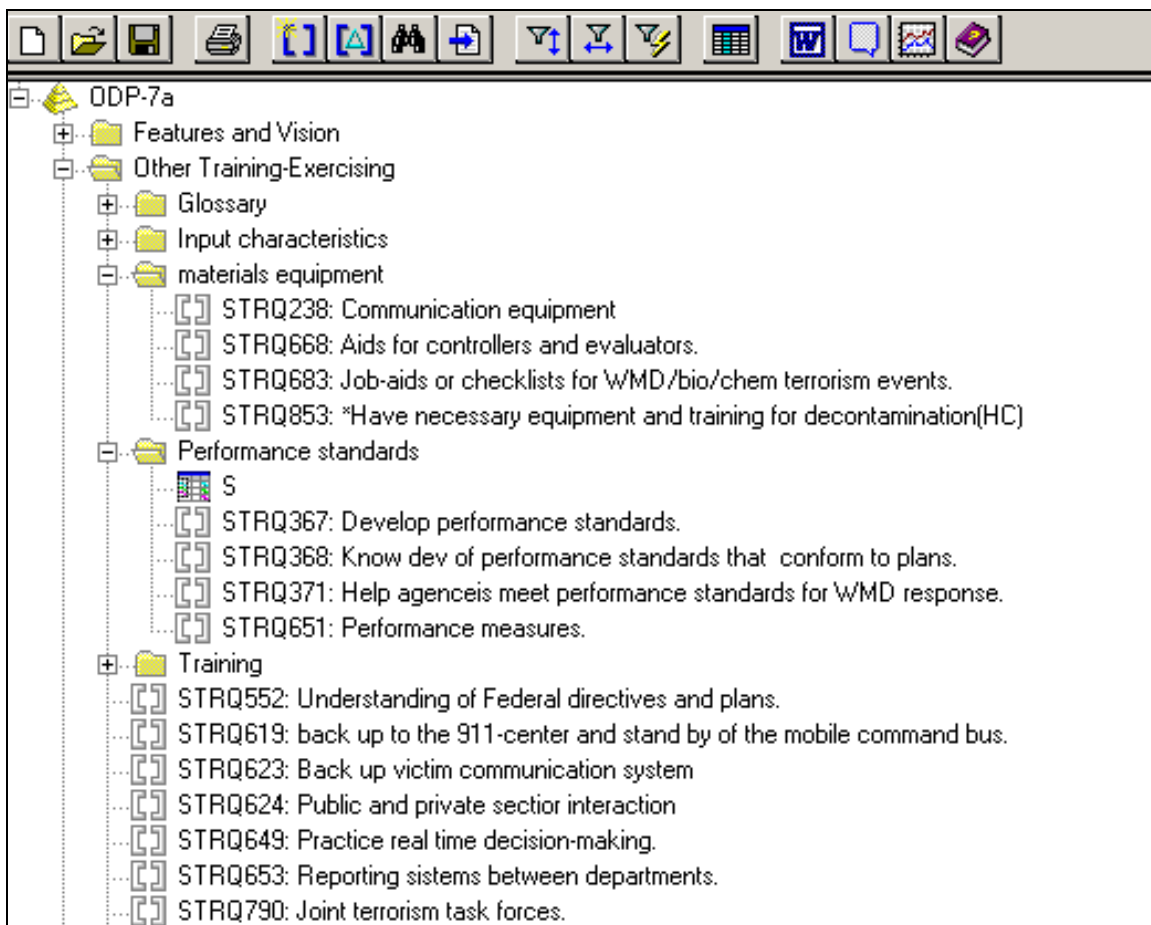 W
ODP-7a
Features and Vision
Other Training-Exercising
Glossary
Input characteristics
materials equipment
STRQ238: Communication equipment
STRQ668: Aids for controllers and evaluators.
STRQ683: Job-aids or checklists for WMD/bio/chem terrorism events.
STRQ853: *Have necessary equipment and training for decontamination(HC)
Performance standards
S
STRQ367: Develop performance standards.
STRQ368: Know dev of performance standards that  conform to plans.
STRQ371: Help agenceis meet performance standards for WMD response.
STRQ651: Performance measures.
Training
STRQ552: Understanding of Federal directives and plans.
STRQ619: back up to the 911-center and stand by of the mobile command bus.
STRQ623: Back up victim communication system
STRQ624: Public and private sectior interaction
STRQ649: Practice real time decision-making.
STRQ653: Reporting sistems between departments.
STRQ790: Joint terrorism task forces.